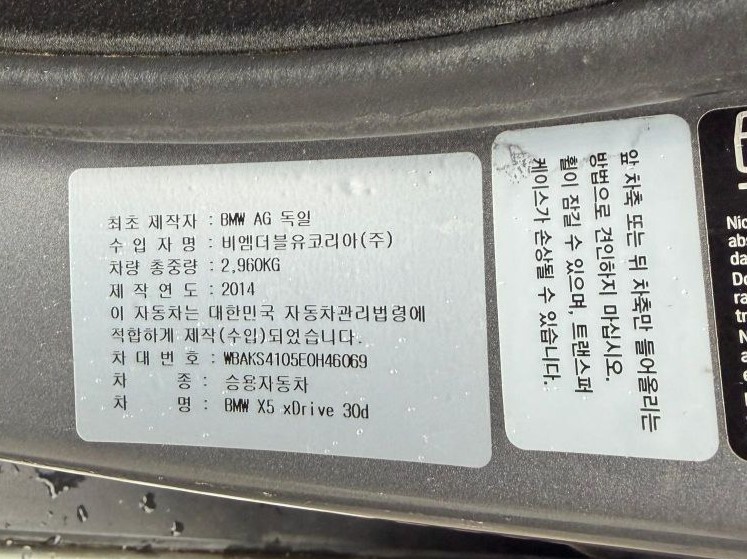 최초 제작자 : BMW AG 독일
수 입 자 명 : 비엠더블유코리아(주)
차량 총중량 : 2,960KG
제 작 연 도 : 2014
이 자동차는 대한민국 자동차관리법령에
적합하게 제작(수입)되었습니다.
차 대 번 호 : WBAKS4105E0H46069
차 종 : 승용자동차
차 명 : BMW X5 xDrive 30d
앞 차축 또는 뒤 차축만 들어올리는
방법으로 견인하지 마십시오.
휠이 잠길 수 있으며, 트랜스퍼
케이스가 손상될 수 있습니다.